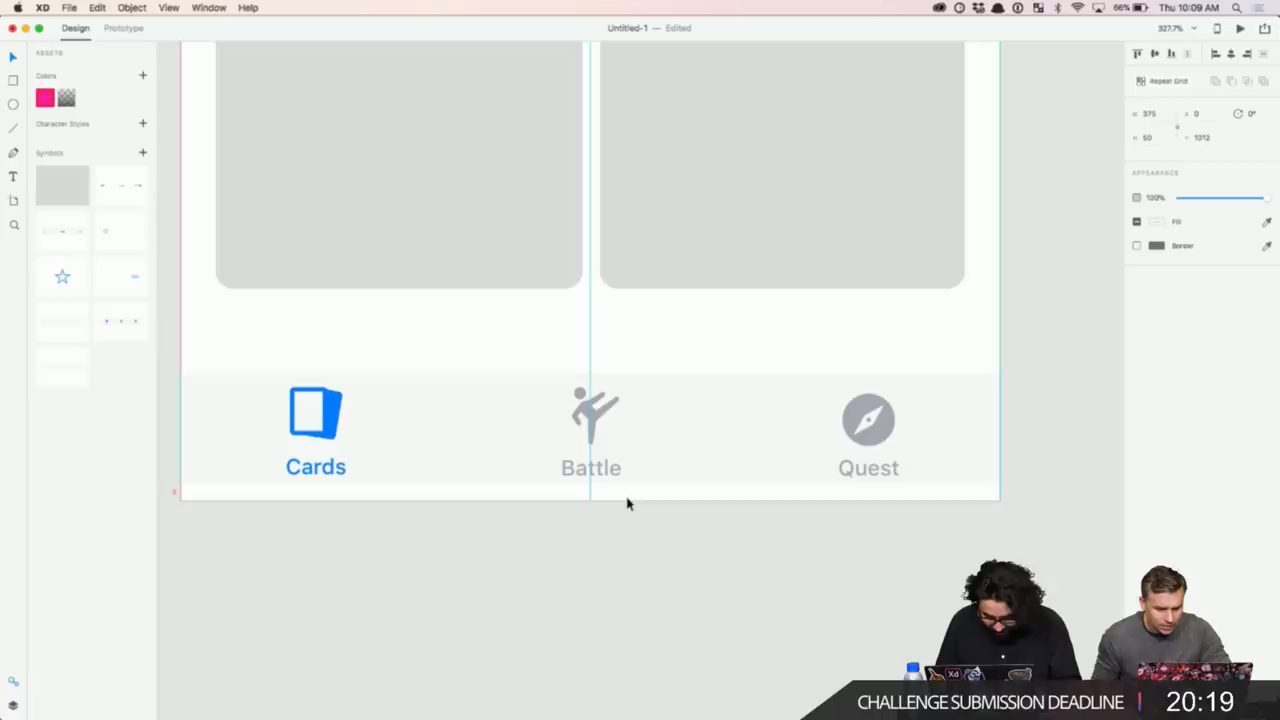 XD File Edit Object View Window Help
66% Thu 10:09 AM
Design Prototype
Untitled-1 — Edited
327.7%
ASSETS
Colors
Character Styles
Symbols
Repeat Grid
W 375 X 0 0°
H 50 Y 1012
APPEARANCE
100%
Fill
Border
Cards
Battle
Quest
Xd
CHALLENGE SUBMISSION DEADLINE | 20:19